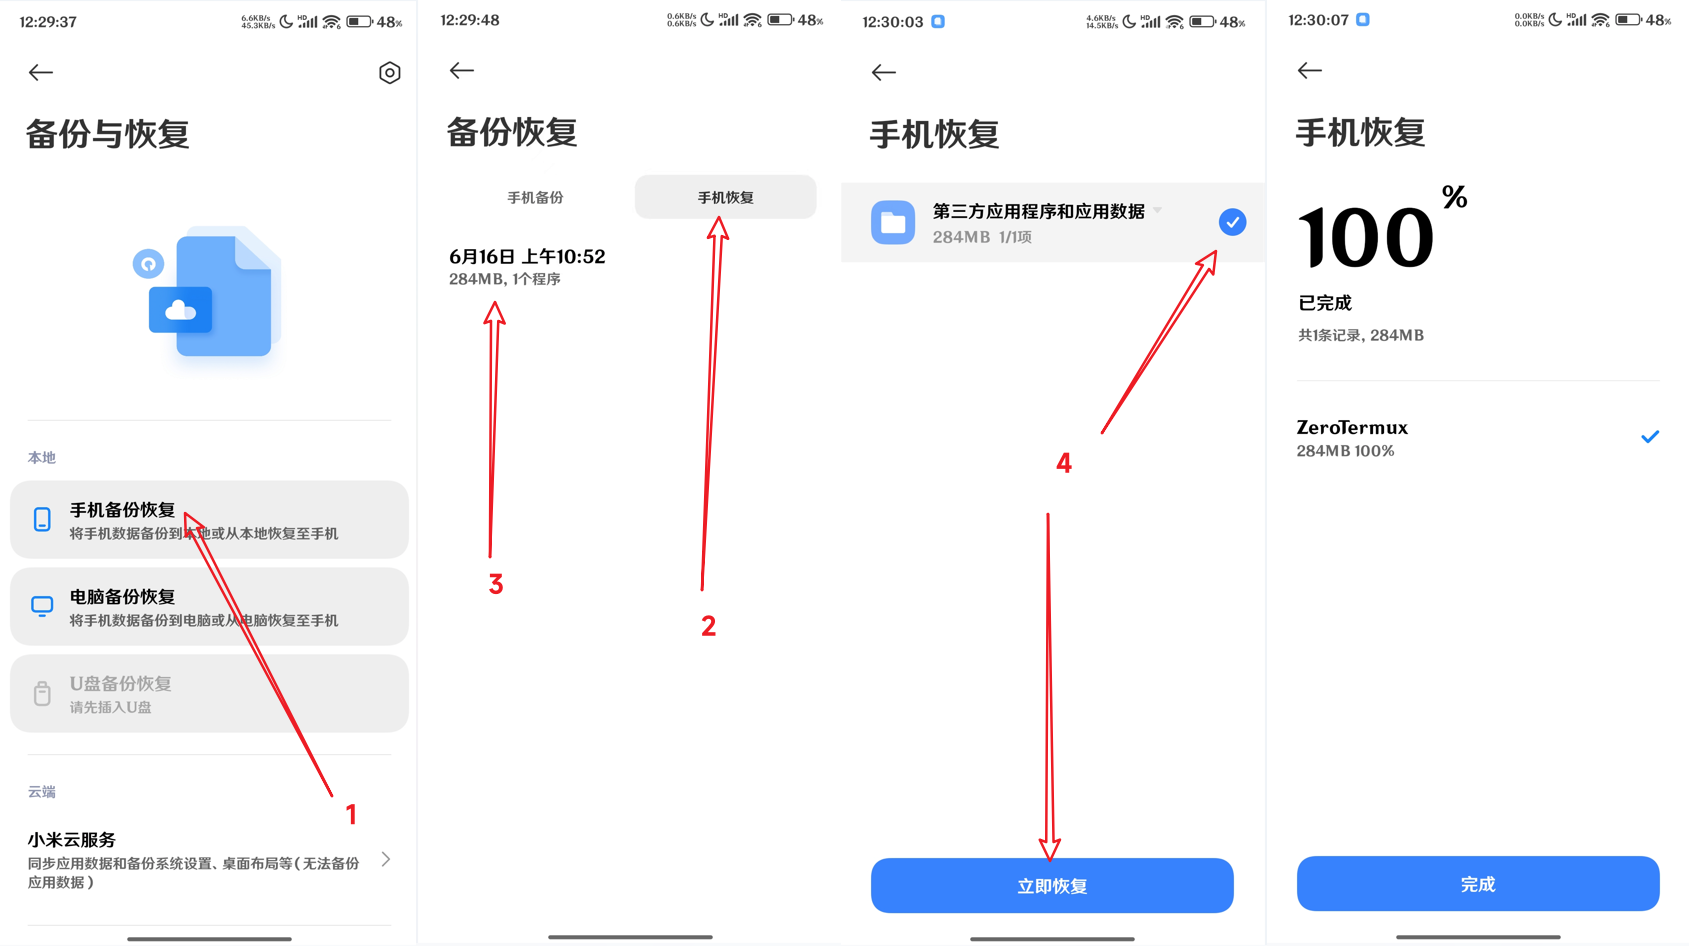 12:29:37
6.6KB/s
45.3KB/s
HD
6
48%
备份与恢复
本地
手机备份恢复
将手机数据备份到本地或从本地恢复至手机
电脑备份恢复
将手机数据备份到电脑或从电脑恢复至手机
U盘备份恢复
请先插入U盘
云端
1
小米云服务
同步应用数据和备份系统设置、桌面布局等(无法备份
应用数据)
12:29:48
0.6KB/s
0.6KB/s
HD
6
48%
备份恢复
手机备份
手机恢复
6月16日 上午10:52
284MB, 1个程序
3
2
12:30:03
4.6KB/s
14.5KB/s
HD
6
48%
手机恢复
第三方应用程序和应用数据
284MB 1/1项
4
立即恢复
12:30:07
0.0KB/s
0.0KB/s
HD
6
48%
手机恢复
100%
已完成
共1条记录, 284MB
ZeroTermux
284MB 100%
完成